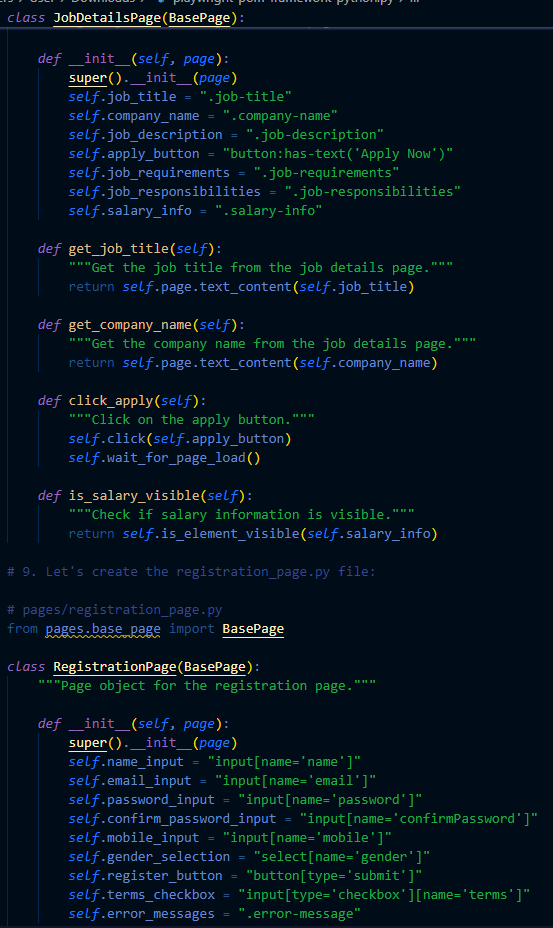 class JobDetailsPage(BasePage):
def __init__(self, page):
super().__init__(page)
self.job_title = ".job-title"
self.company_name = ".company-name"
self.job_description = ".job-description"
self.apply_button = "button:has-text('Apply Now')"
self.job_requirements = ".job-requirements"
self.job_responsibilities = ".job-responsibilities"
self.salary_info = ".salary-info"
def get_job_title(self):
"""Get the job title from the job details page."""
return self.page.text_content(self.job_title)
def get_company_name(self):
"""Get the company name from the job details page."""
return self.page.text_content(self.company_name)
def click_apply(self):
"""Click on the apply button."""
self.click(self.apply_button)
self.wait_for_page_load()
def is_salary_visible(self):
"""Check if salary information is visible."""
return self.is_element_visible(self.salary_info)
# 9. Let's create the registration_page.py file:
# pages/registration_page.py
from pages.base_page import BasePage
class RegistrationPage(BasePage):
"""Page object for the registration page."""
def __init__(self, page):
super().__init__(page)
self.name_input = "input[name='name']"
self.email_input = "input[name='email']"
self.password_input = "input[name='password']"
self.confirm_password_input = "input[name='confirmPassword']"
self.mobile_input = "input[name='mobile']"
self.gender_selection = "select[name='gender']"
self.register_button = "button[type='submit']"
self.terms_checkbox = "input[type='checkbox'][name='terms']"
self.error_messages = ".error-message"